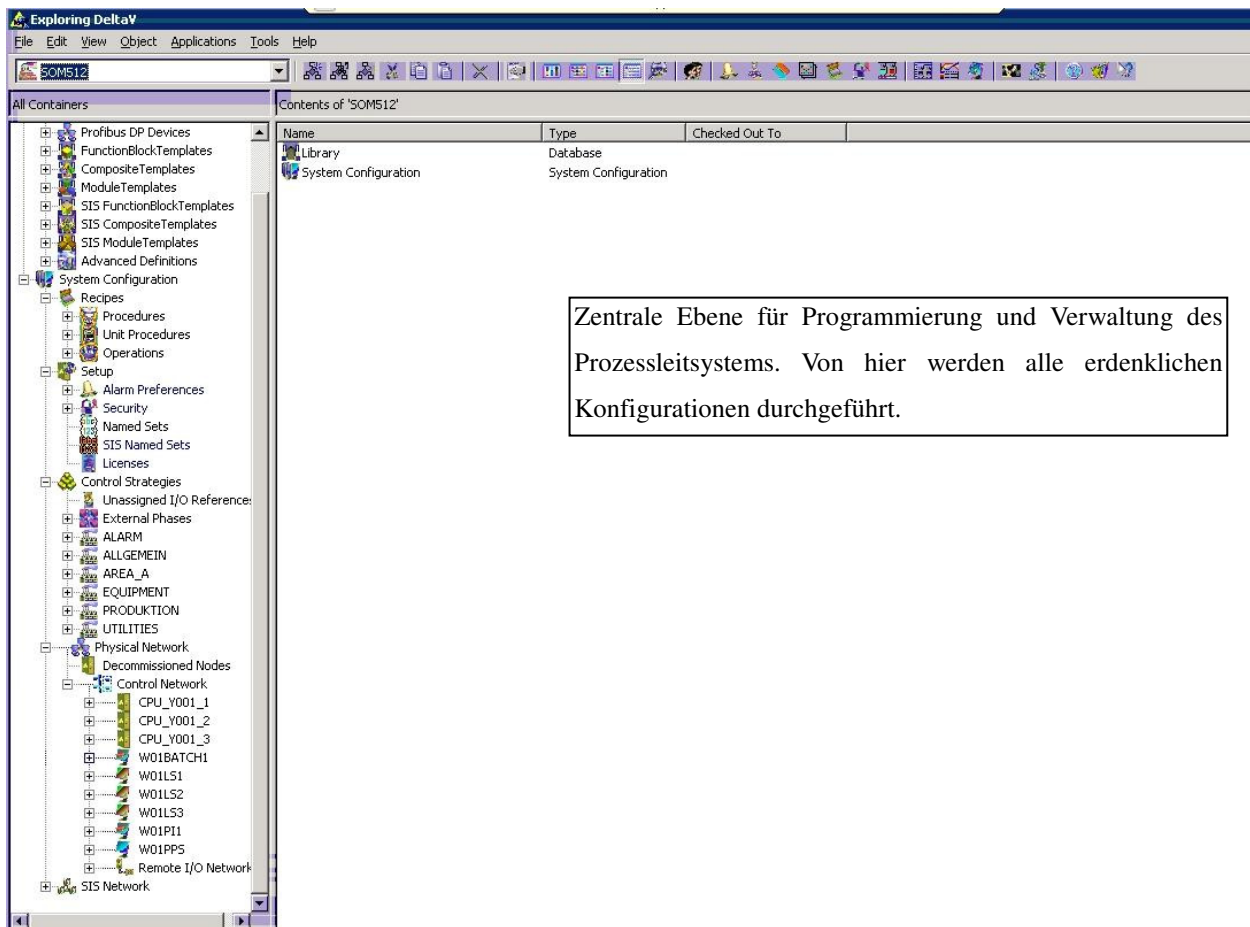 Exploring DeltaV
File Edit View Object Applications Tools Help
SOM512
All Containers
Contents of 'SOM512'
Name Type Checked Out To
Library Database
System Configuration System Configuration
Profibus DP Devices
FunctionBlockTemplates
CompositeTemplates
ModuleTemplates
SIS FunctionBlockTemplates
SIS CompositeTemplates
SIS ModuleTemplates
Advanced Definitions
System Configuration
Recipes
Procedures
Unit Procedures
Operations
Setup
Alarm Preferences
Security
Named Sets
SIS Named Sets
Licenses
Control Strategies
Unassigned I/O References
External Phases
ALARM
ALLGEMEIN
AREA_A
EQUIPMENT
PRODUKTION
UTILITIES
Physical Network
Decommissioned Nodes
Control Network
CPU_Y001_1
CPU_Y001_2
CPU_Y001_3
W01BATCH1
W01LS1
W01LS2
W01LS3
W01PI1
W01PPS
Remote I/O Network
SIS Network
Zentrale Ebene für Programmierung und Verwaltung des
Prozessleitsystems. Von hier werden alle erdenklichen
Konfigurationen durchgeführt.